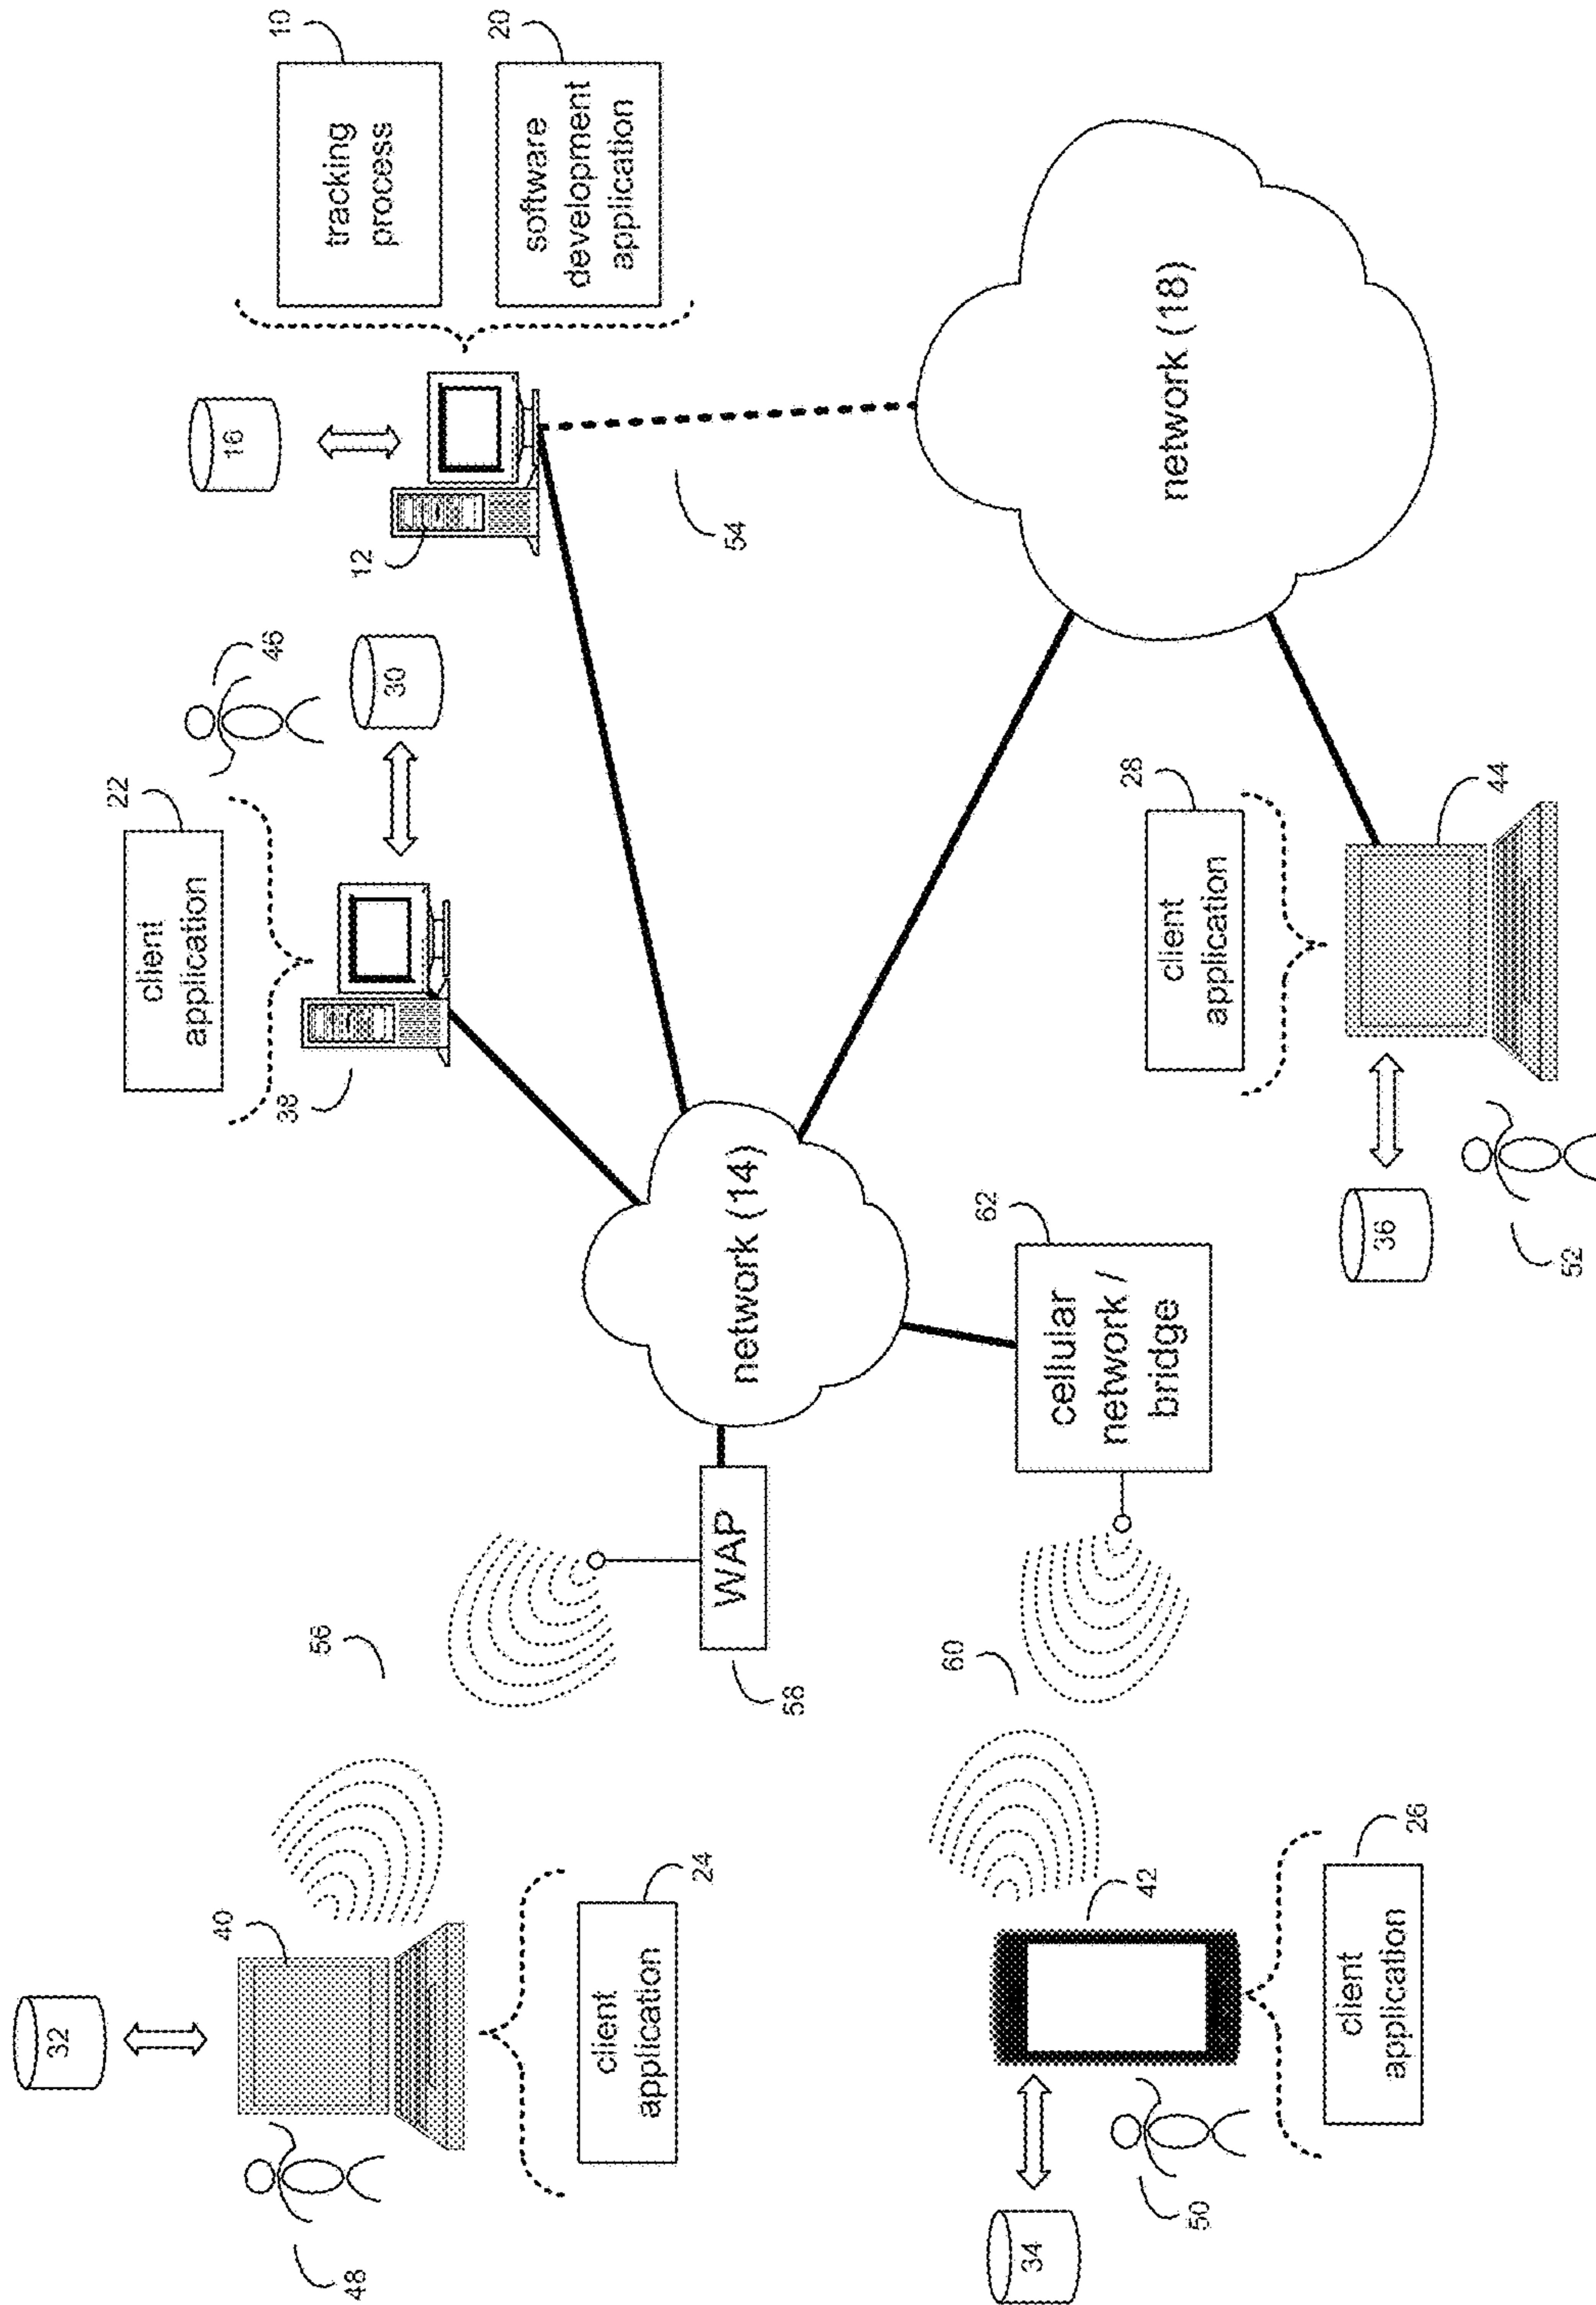 32
22
client
application
16
40
46
10
38
56
tracking
process
48
12
30
20
software
development
application
client
application
24
54
WAP
network (14)
58
60
62
34
cellular
network /
bridge
42
28
client
application
network (18)
50
36
client
application
26
44
52